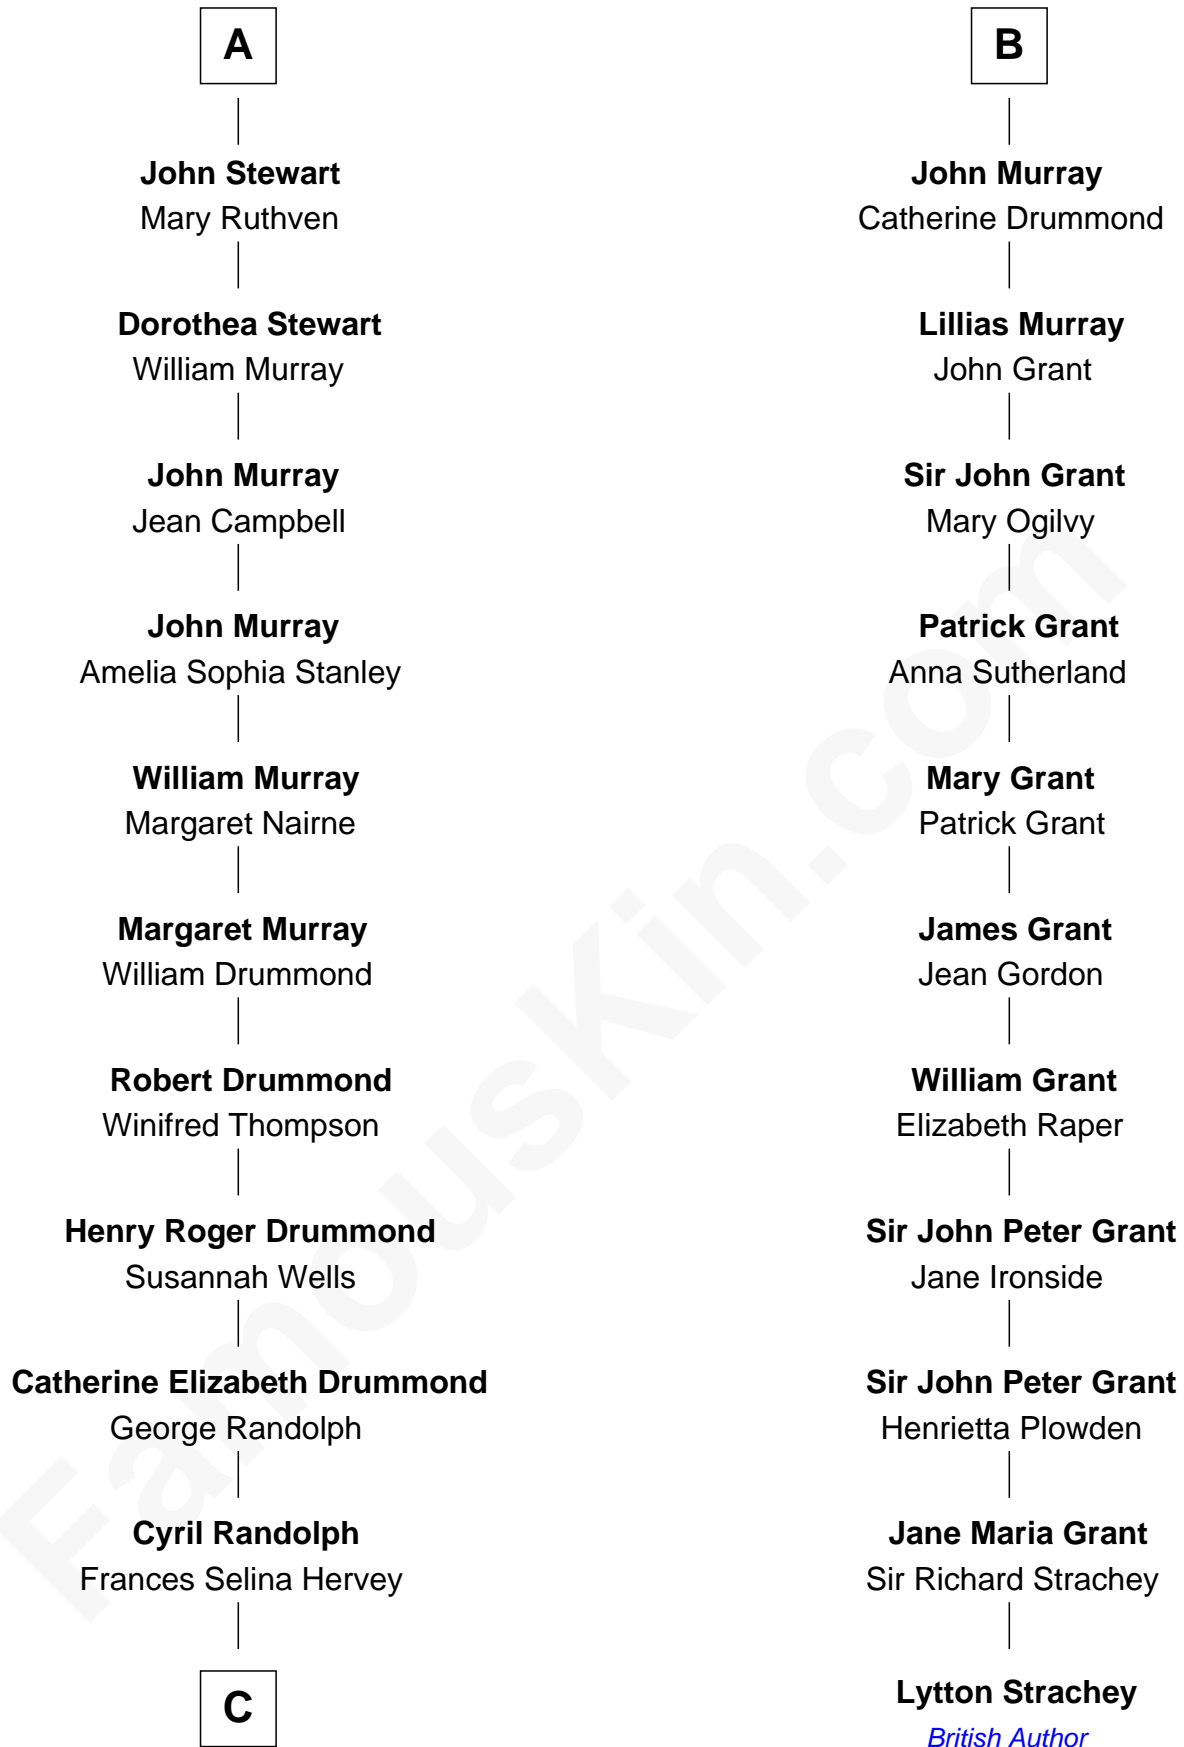 A
John Stewart
Mary Ruthven
Dorothea Stewart
William Murray
John Murray
Jean Campbell
John Murray
Amelia Sophia Stanley
William Murray
Margaret Nairne
Margaret Murray
William Drummond
Robert Drummond
Winifred Thompson
Henry Roger Drummond
Susannah Wells
Catherine Elizabeth Drummond
George Randolph
Cyril Randolph
Frances Selina Hervey
C
B
John Murray
Catherine Drummond
Lillias Murray
John Grant
Sir John Grant
Mary Ogilvy
Patrick Grant
Anna Sutherland
Mary Grant
Patrick Grant
James Grant
Jean Gordon
William Grant
Elizabeth Raper
Sir John Peter Grant
Jane Ironside
Sir John Peter Grant
Henrietta Plowden
Jane Maria Grant
Sir Richard Strachey
Lytton Strachey
British Author
FamousKin.com